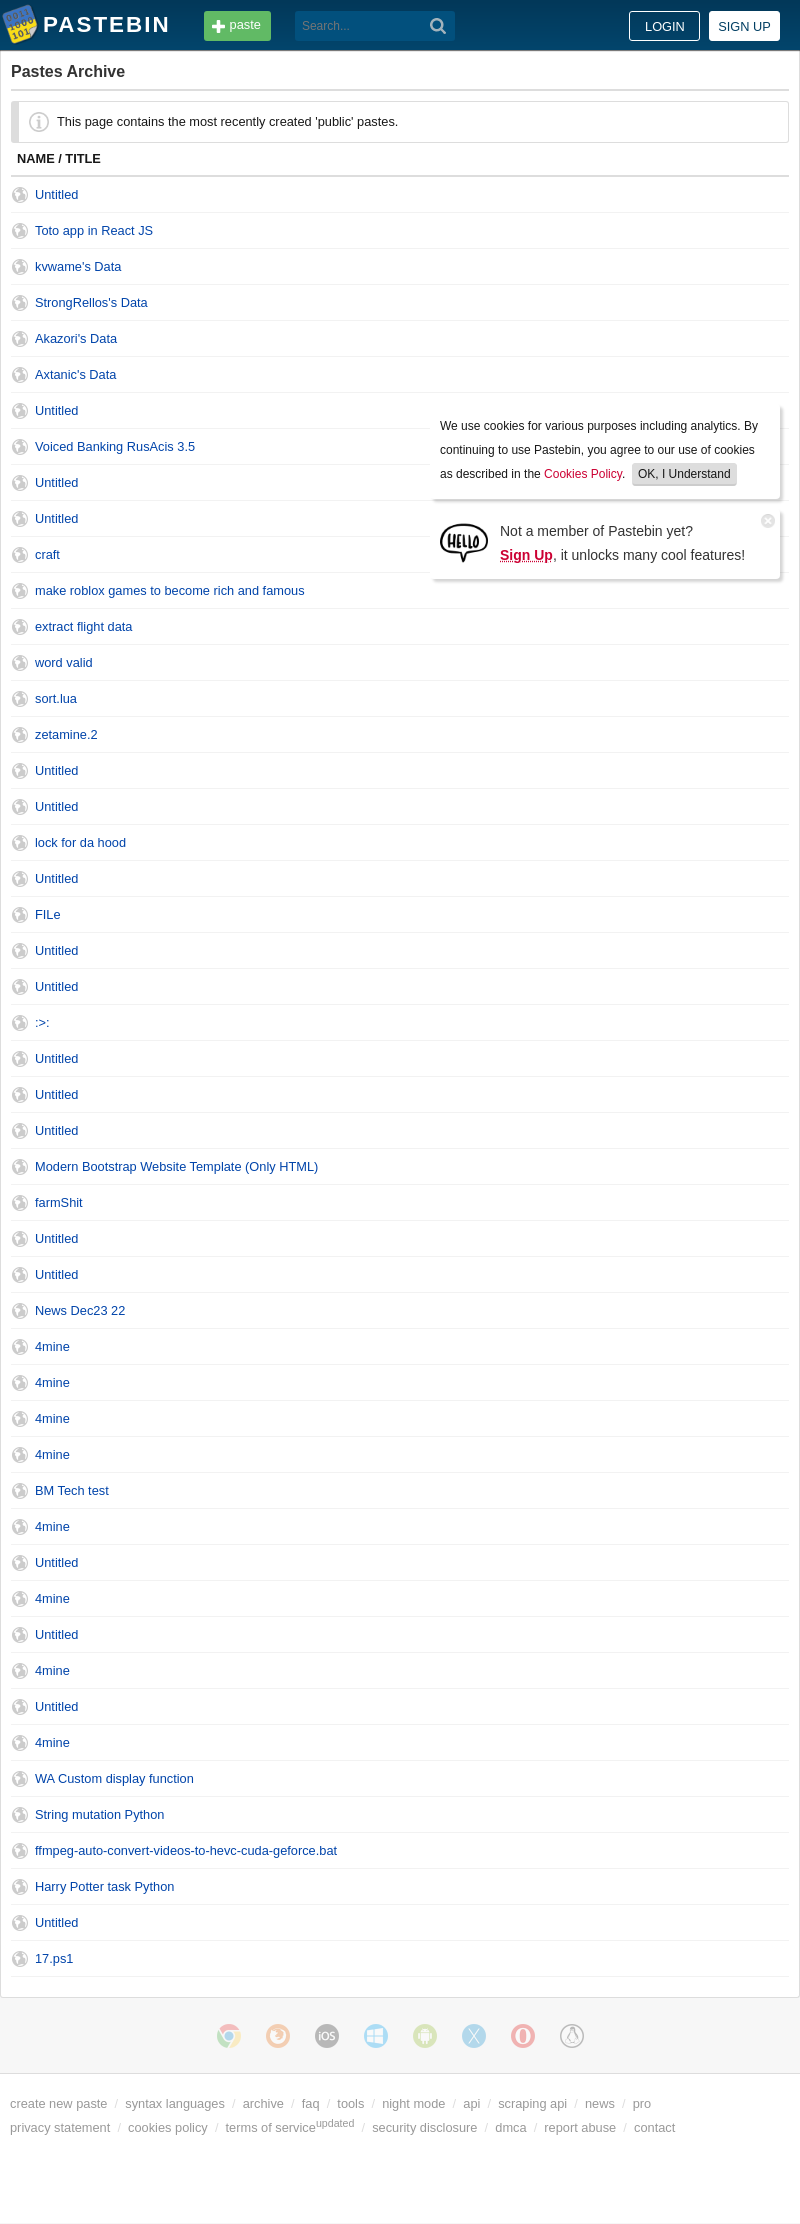 PASTEBIN
paste
Search...
LOGIN
SIGN UP
Pastes Archive
This page contains the most recently created 'public' pastes.
NAME / TITLE
Untitled
Toto app in React JS
kvwame's Data
StrongRellos's Data
Akazori's Data
Axtanic's Data
Untitled
Voiced Banking RusAcis 3.5
Untitled
Untitled
craft
make roblox games to become rich and famous
We use cookies for various purposes including analytics. By
continuing to use Pastebin, you agree to our use of cookies
as described in the Cookies Policy. OK, I Understand
HELLO
Not a member of Pastebin yet?
Sign Up, it unlocks many cool features!
extract flight data
word valid
sort.lua
zetamine.2
Untitled
Untitled
lock for da hood
Untitled
FILe
Untitled
Untitled
:>:
Untitled
Untitled
Untitled
Modern Bootstrap Website Template (Only HTML)
farmShit
Untitled
Untitled
News Dec23 22
4mine
4mine
4mine
4mine
BM Tech test
4mine
Untitled
4mine
Untitled
4mine
Untitled
4mine
WA Custom display function
String mutation Python
ffmpeg-auto-convert-videos-to-hevc-cuda-geforce.bat
Harry Potter task Python
Untitled
17.ps1
iOS
create new paste / syntax languages / archive / faq / tools / night mode / api / scraping api / news / pro
privacy statement / cookies policy / terms of service updated / security disclosure / dmca / report abuse / contact